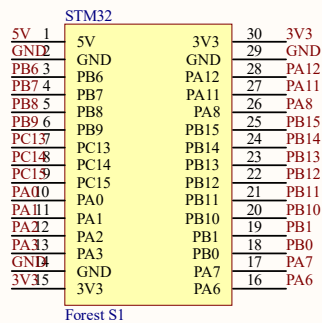 STM32
5V 1 5V 3V3 30 3V3
GND 2 GND GND 29 GND
PB6 3 PB6 PA12 28 PA12
PB7 4 PB7 PA11 27 PA11
PB8 5 PB8 PA8 26 PA8
PB9 6 PB9 PB15 25 PB15
PC13 7 PC13 PB14 24 PB14
PC14 8 PC14 PB13 23 PB13
PC15 9 PC15 PB12 22 PB12
PA0 10 PA0 PB11 21 PB11
PA1 11 PA1 PB10 20 PB10
PA2 12 PA2 PB1 19 PB1
PA3 13 PA3 PB0 18 PB0
GND 14 GND PA7 17 PA7
3V3 15 3V3 PA6 16 PA6
Forest S1